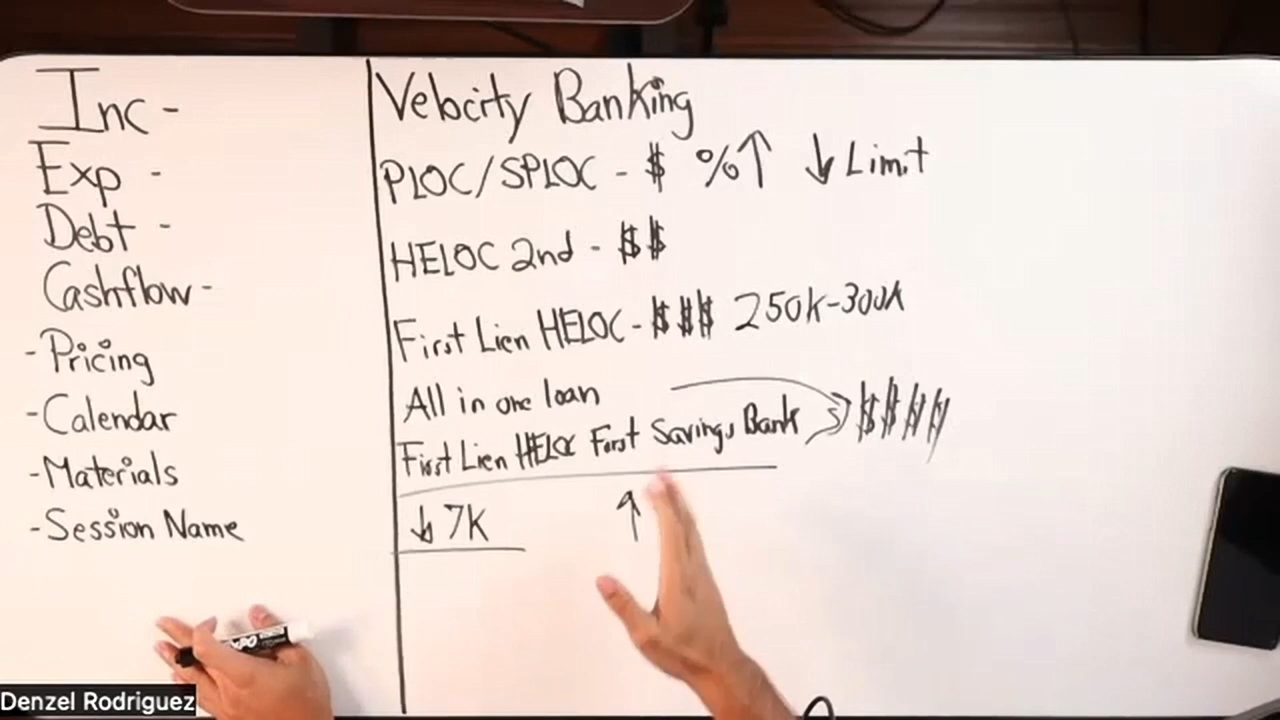 Inc -
Exp -
Debt -
Cashflow -
- Pricing
- Calendar
- Materials
- Session Name
Velocity Banking
PLOC/SPLOC - $ %↑ ↓ Limit
HELOC 2nd - $$
First Lien HELOC - $$$ 250k-300k
All in one loan
First Lien HELOC First Savings Bank > $$$$
↓ 7K ↑
EXPO
Denzel Rodriguez